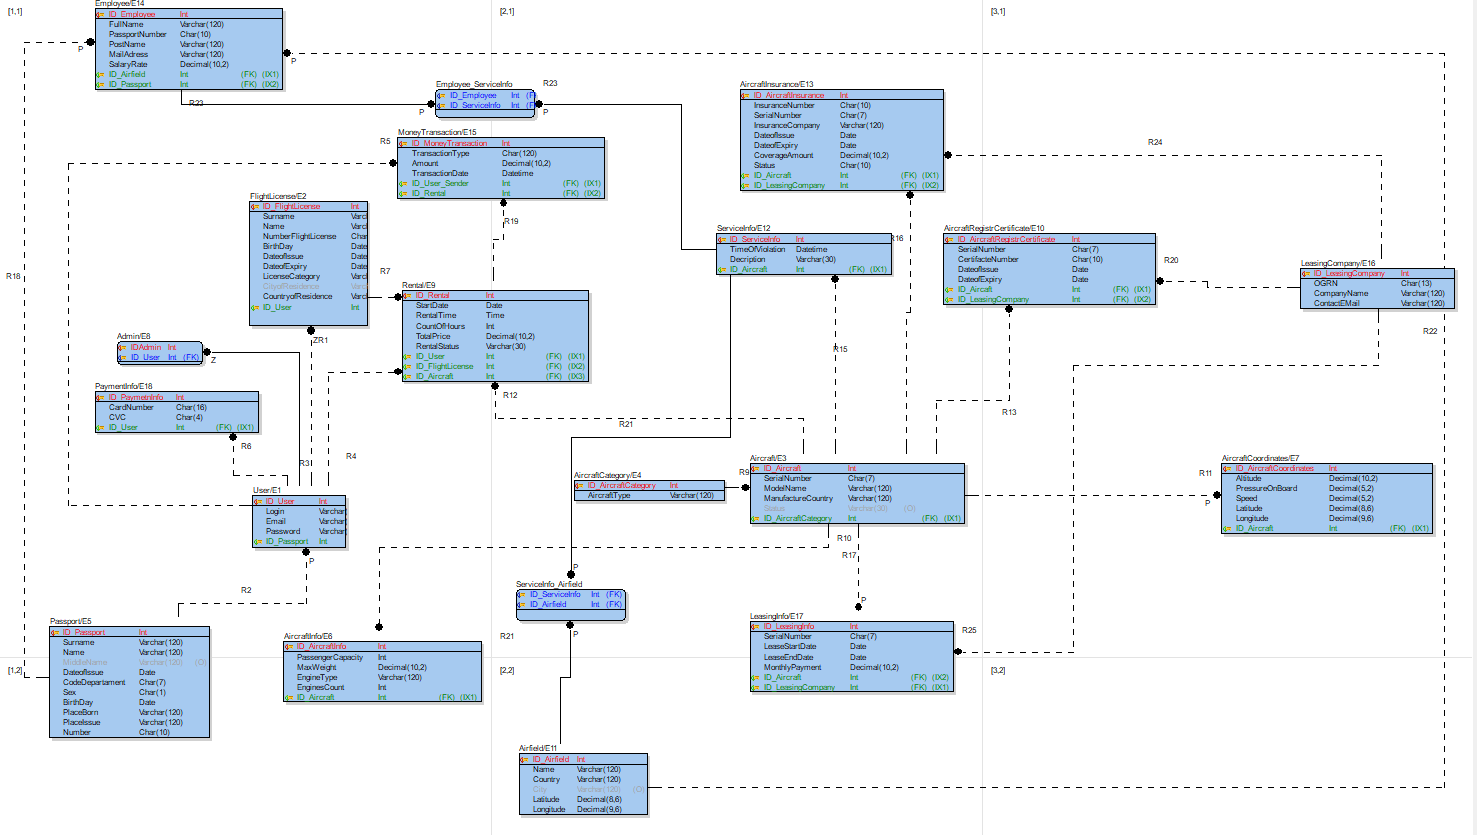 [1,1]
[2,1]
[3,1]
Employee/E14
ID_Employee Int
FullName Varchar(120)
PassportNumber Char(10)
PostName Varchar(120)
MailAdress Varchar(120)
SalaryRate Decimal(10,2)
ID_Airfield Int (FK) (IX1)
ID_Passport Int (FK) (IX2)
P
P
R23
Employee_ServiceInfo
R23
ID_Employee Int (F
ID_ServiceInfo Int (F
P
P
AircraftInsurance/E13
ID_AircraftInsurance Int
InsuranceNumber Char(10)
SerialNumber Char(7)
InsuranceCompany Varchar(120)
DateofIssue Date
DateofExpiry Date
CoverageAmount Decimal(10,2)
Status Char(10)
ID_Aircraft Int (FK) (IX1)
ID_LeasingCompany Int (FK) (IX2)
R24
MoneyTransaction/E15
R5
ID_MoneyTransaction Int
TransactionType Char(120)
Amount Decimal(10,2)
TransactionDate Datetime
ID_User_Sender Int (FK) (IX1)
ID_Rental Int (FK) (IX2)
R19
FlightLicense/E2
ID_FlightLicense Int
Surname Varcl
Name Varcl
NumberFlightLicense Char
BirthDay Date
DateofIssue Date
DateofExpiry Date
LicenseCategory Varcl
CityofResidence Varcl
CountryofResidence Varcl
ID_User Int
R7
R18
ServiceInfo/E12
ID_ServiceInfo Int
TimeOfViolation Datetime
Decription Varchar(30)
ID_Aircraft Int (FK) (IX1)
R16
AircraftRegistrCertificate/E10
ID_AircraftRegistrCertificate Int
SerialNumber Char(7)
CertifacteNumber Char(10)
DateofIssue Date
DateofExpiry Date
ID_Aircraft Int (FK) (IX1)
ID_LeasingCompany Int (FK) (IX2)
R20
LeasingCompany/E16
ID_LeasingCompany Int
OGRN Char(13)
CompanyName Varchar(120)
ContactEMail Varchar(120)
R22
Rental/E9
ID_Rental Int
StartDate Date
RentalTime Time
CountOfHours Int
TotalPrice Decimal(10,2)
RentalStatus Varchar(30)
ID_User Int (FK) (IX1)
ID_FlightLicense Int (FK) (IX2)
ID_Aircraft Int (FK) (IX3)
R12
R15
R13
ZR1
Admin/E8
IDAdmin Int
ID_User Int (FK)
Z
PaymentInfo/E18
ID_PaymetnInfo Int
CardNumber Char(16)
CVC Char(4)
ID_User Int (FK) (IX1)
R6
R3
R4
R21
User/E1
ID_User Int
Login Varchar
Email Varchar
Password Varchar
ID_Passport Int
P
R2
AircraftCategory/E4
ID_AircraftCategory Int
AircraftType Varchar(120)
R9
Aircraft/E3
ID_Aircraft Int
SerialNumber Char(7)
ModelName Varchar(120)
ManufactureCountry Varchar(120)
Status Varchar(30) (O)
ID_AircraftCategory Int (FK) (IX1)
R10
R17
R11
P
AircraftCoordinates/E7
ID_AircraftCoordinates Int
Altitude Decimal(10,2)
PressureOnBoard Decimal(5,2)
Speed Decimal(5,2)
Latitude Decimal(8,6)
Longitude Decimal(9,6)
ID_Aircraft Int (FK) (IX1)
P
ServiceInfo_Airfield
ID_ServiceInfo Int (FK)
ID_Airfield Int (FK)
P
R21
P
LeasingInfo/E17
ID_LeasingInfo Int
SerialNumber Char(7)
LeaseStartDate Date
LeaseEndDate Date
MonthlyPayment Decimal(10,2)
ID_Aircraft Int (FK) (IX2)
ID_LeasingCompany Int (FK) (IX1)
R25
Passport/E5
ID_Passport Int
Surname Varchar(120)
Name Varchar(120)
MiddleName Varchar(120) (O)
DateofIssue Date
CodeDepartament Char(7)
Sex Char(1)
BirthDay Date
PlaceBorn Varchar(120)
PlaceIssue Varchar(120)
Number Char(10)
AircraftInfo/E6
ID_AircraftInfo Int
PassengerCapacity Int
MaxWeight Decimal(10,2)
EngineType Varchar(120)
EnginesCount Int
ID_Aircraft Int (FK) (IX1)
[1,2]
[2,2]
[3,2]
Airfield/E11
ID_Airfield Int
Name Varchar(120)
Country Varchar(120)
City Varchar(120) (O)
Latitude Decimal(8,6)
Longitude Decimal(9,6)